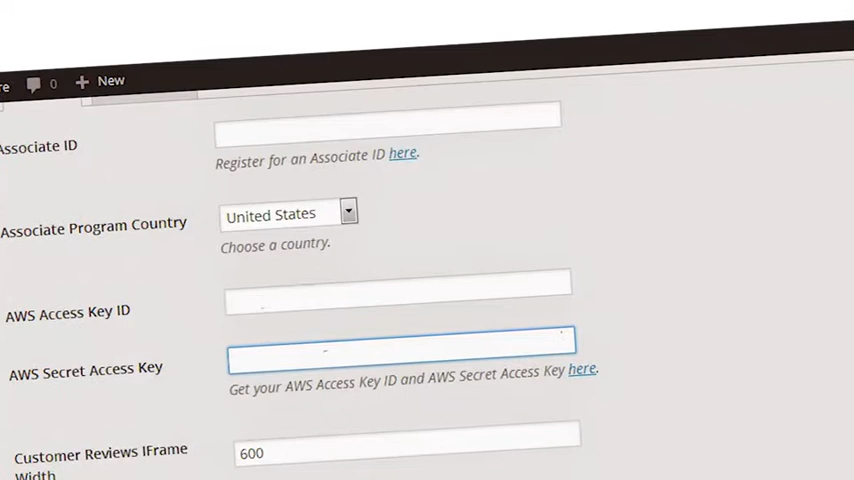 re 0 + New
Associate ID
Register for an Associate ID here.
Associate Program Country United States
Choose a country.
AWS Access Key ID
AWS Secret Access Key
Get your AWS Access Key ID and AWS Secret Access Key here.
Customer Reviews IFrame
Width
600